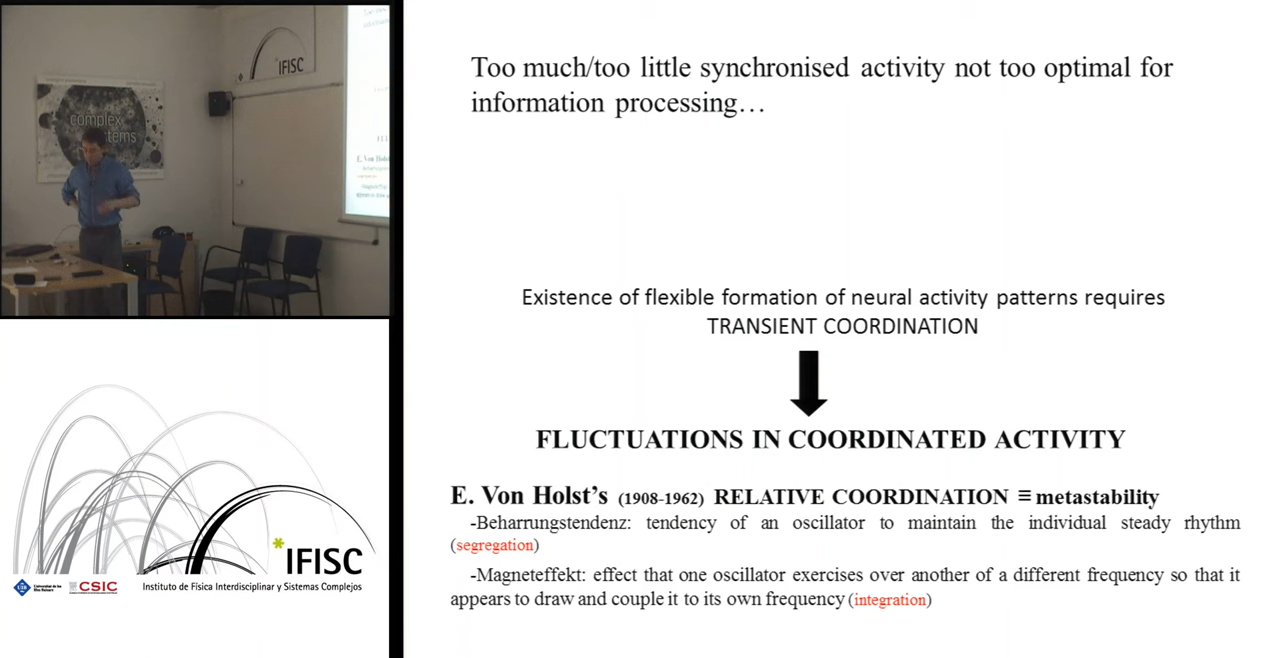 IFISC
complex
E. Von Hols
Too much/too little synchronised activity not too optimal for
information processing…
Existence of flexible formation of neural activity patterns requires
TRANSIENT COORDINATION
FLUCTUATIONS IN COORDINATED ACTIVITY
E. Von Holst's (1908-1962) RELATIVE COORDINATION ≡ metastability
-Beharrungstendenz: tendency of an oscillator to maintain the individual steady rhythm
(segregation)
-Magneteffekt: effect that one oscillator exercises over another of a different frequency so that it
appears to draw and couple it to its own frequency (integration)
*IFISC
CSIC
Instituto de Física Interdisciplinar y Sistemas Complejos